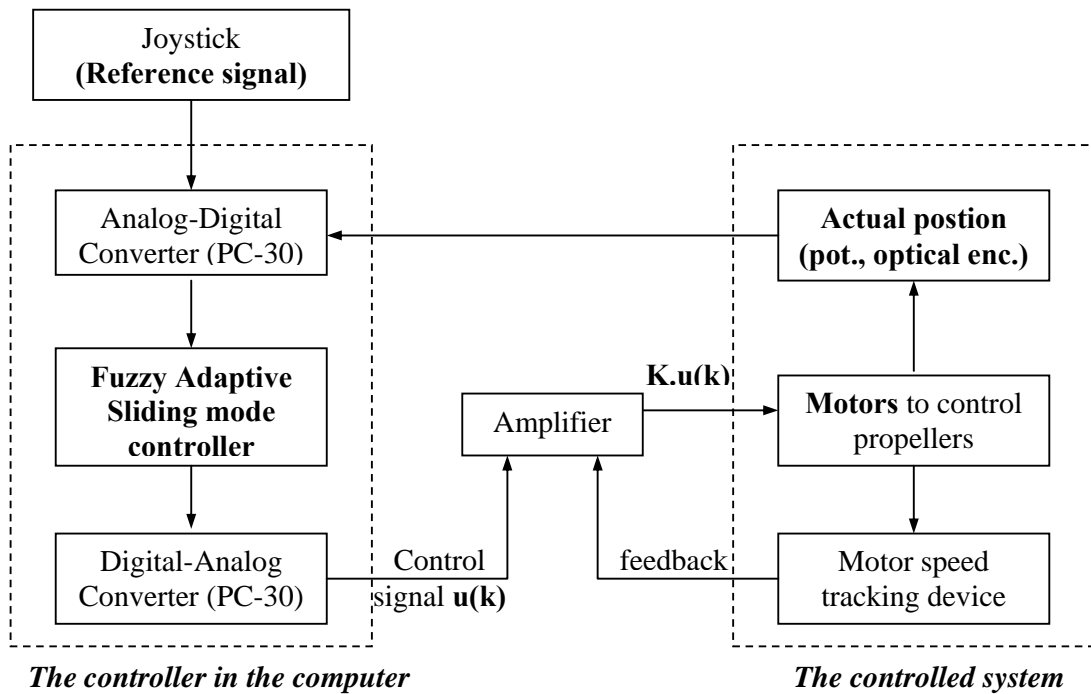 Joystick
(Reference signal)
Analog-Digital
Converter (PC-30)
Actual postion
(pot., optical enc.)
Fuzzy Adaptive
Sliding mode
controller
K.u(k)
Amplifier
Motors to control
propellers
Digital-Analog
Converter (PC-30)
Control
signal u(k)
feedback
Motor speed
tracking device
The controller in the computer
The controlled system